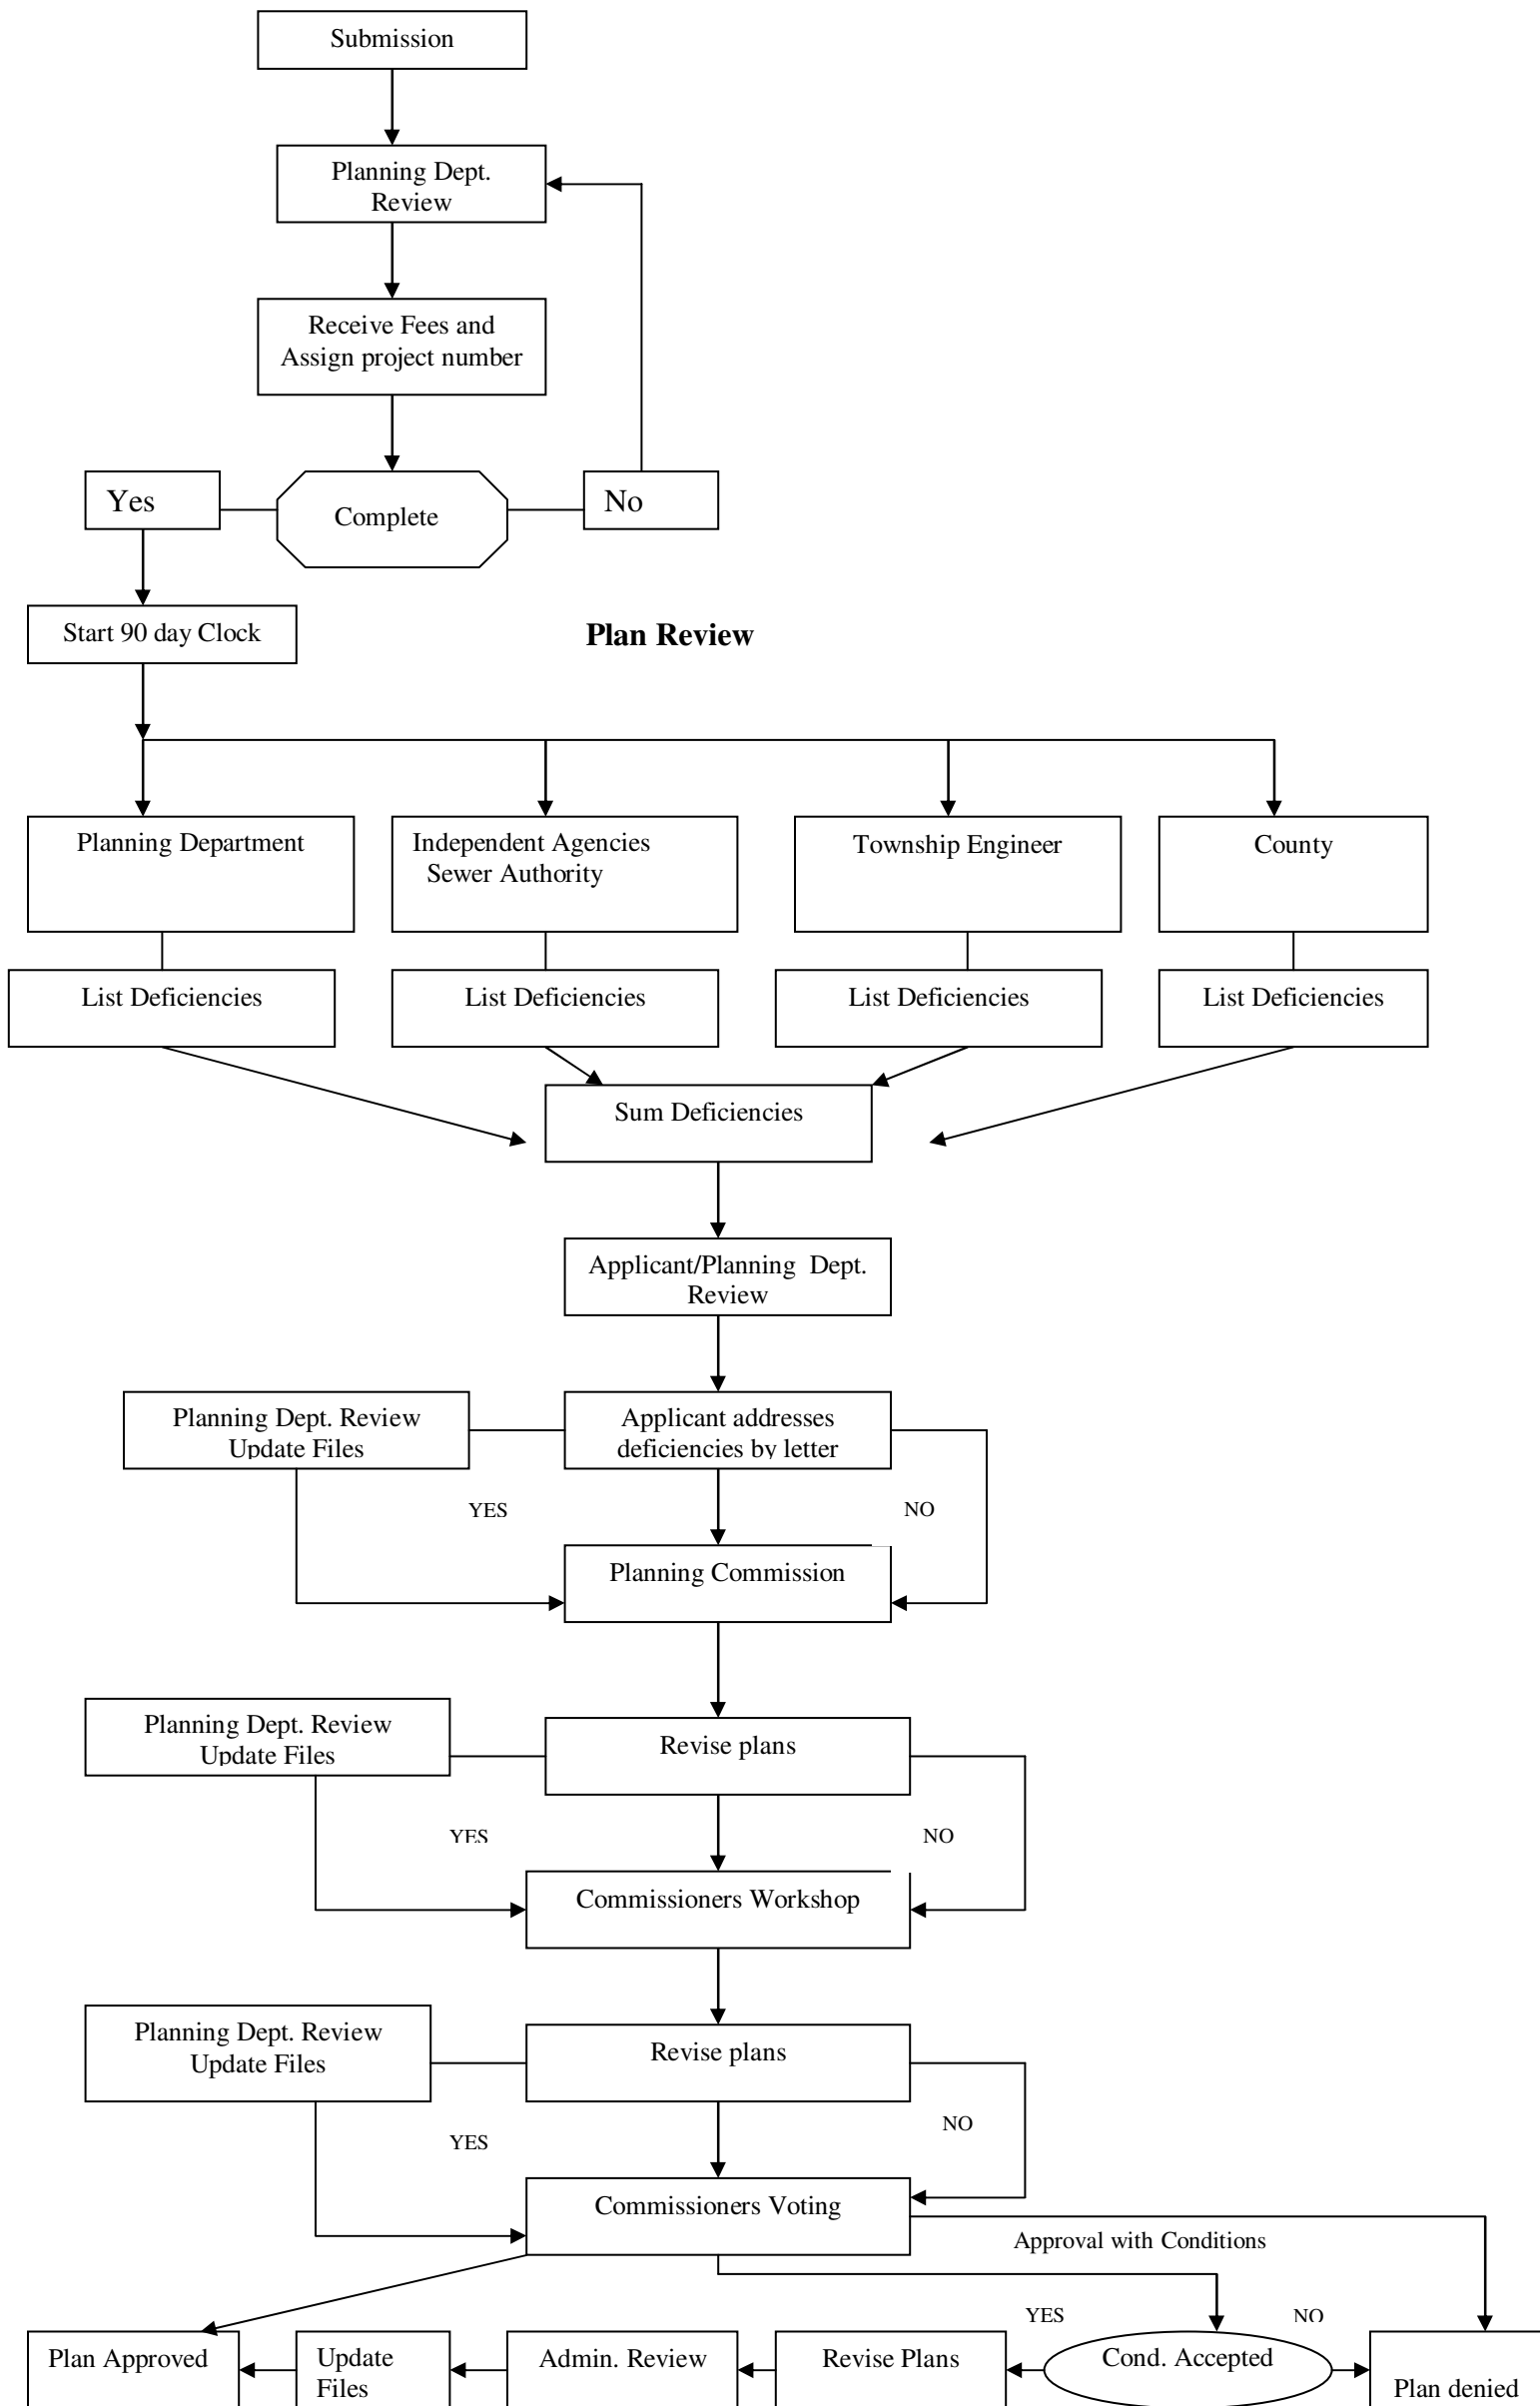 Submission
Planning Dept.
Review
Receive Fees and
Assign project number
Yes
Complete
No
Start 90 day Clock
Plan Review
Planning Department
Independent Agencies
Sewer Authority
Township Engineer
County
List Deficiencies
List Deficiencies
List Deficiencies
List Deficiencies
Sum Deficiencies
Applicant/Planning Dept.
Review
Planning Dept. Review
Update Files
Applicant addresses
deficiencies by letter
YES
NO
Planning Commission
Planning Dept. Review
Update Files
Revise plans
YES
NO
Commissioners Workshop
Planning Dept. Review
Update Files
Revise plans
YES
NO
Commissioners Voting
Approval with Conditions
YES
NO
Plan Approved
Update
Files
Admin. Review
Revise Plans
Cond. Accepted
Plan denied